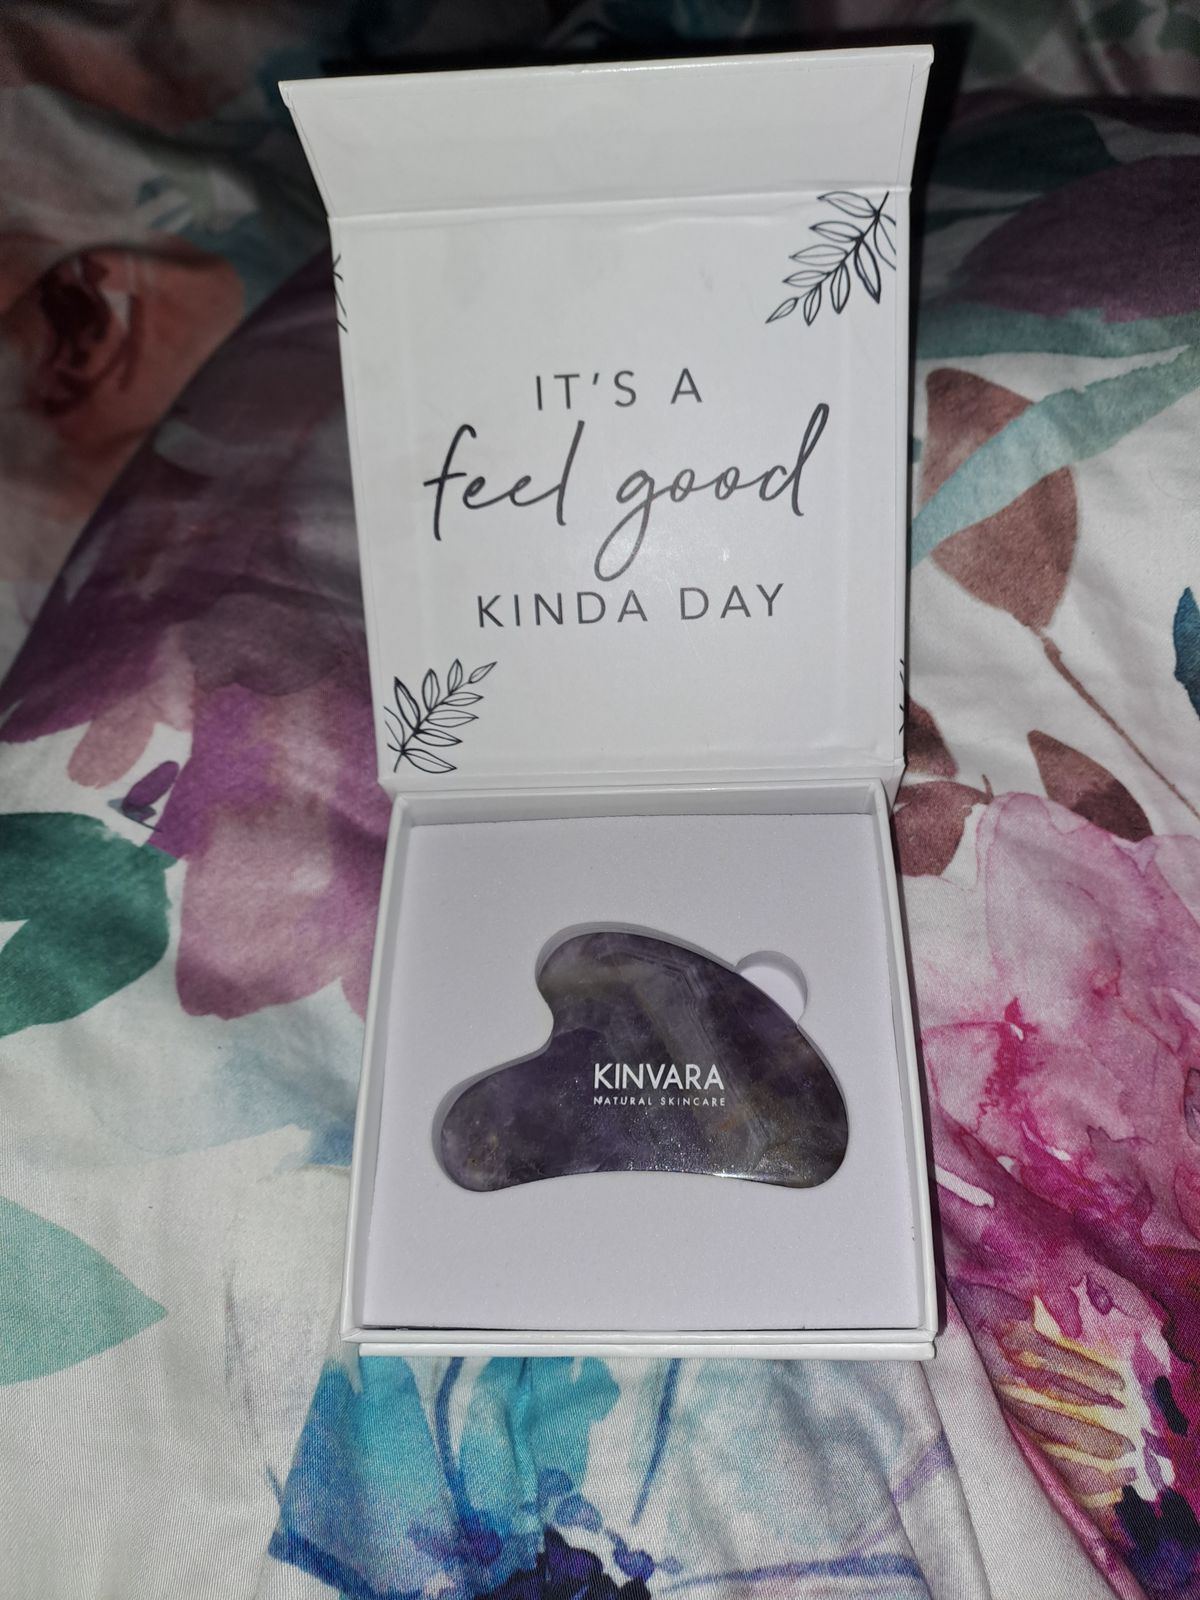 IT'S A
feel good
KINDA DAY
KINVARA
NATURAL SKINCARE